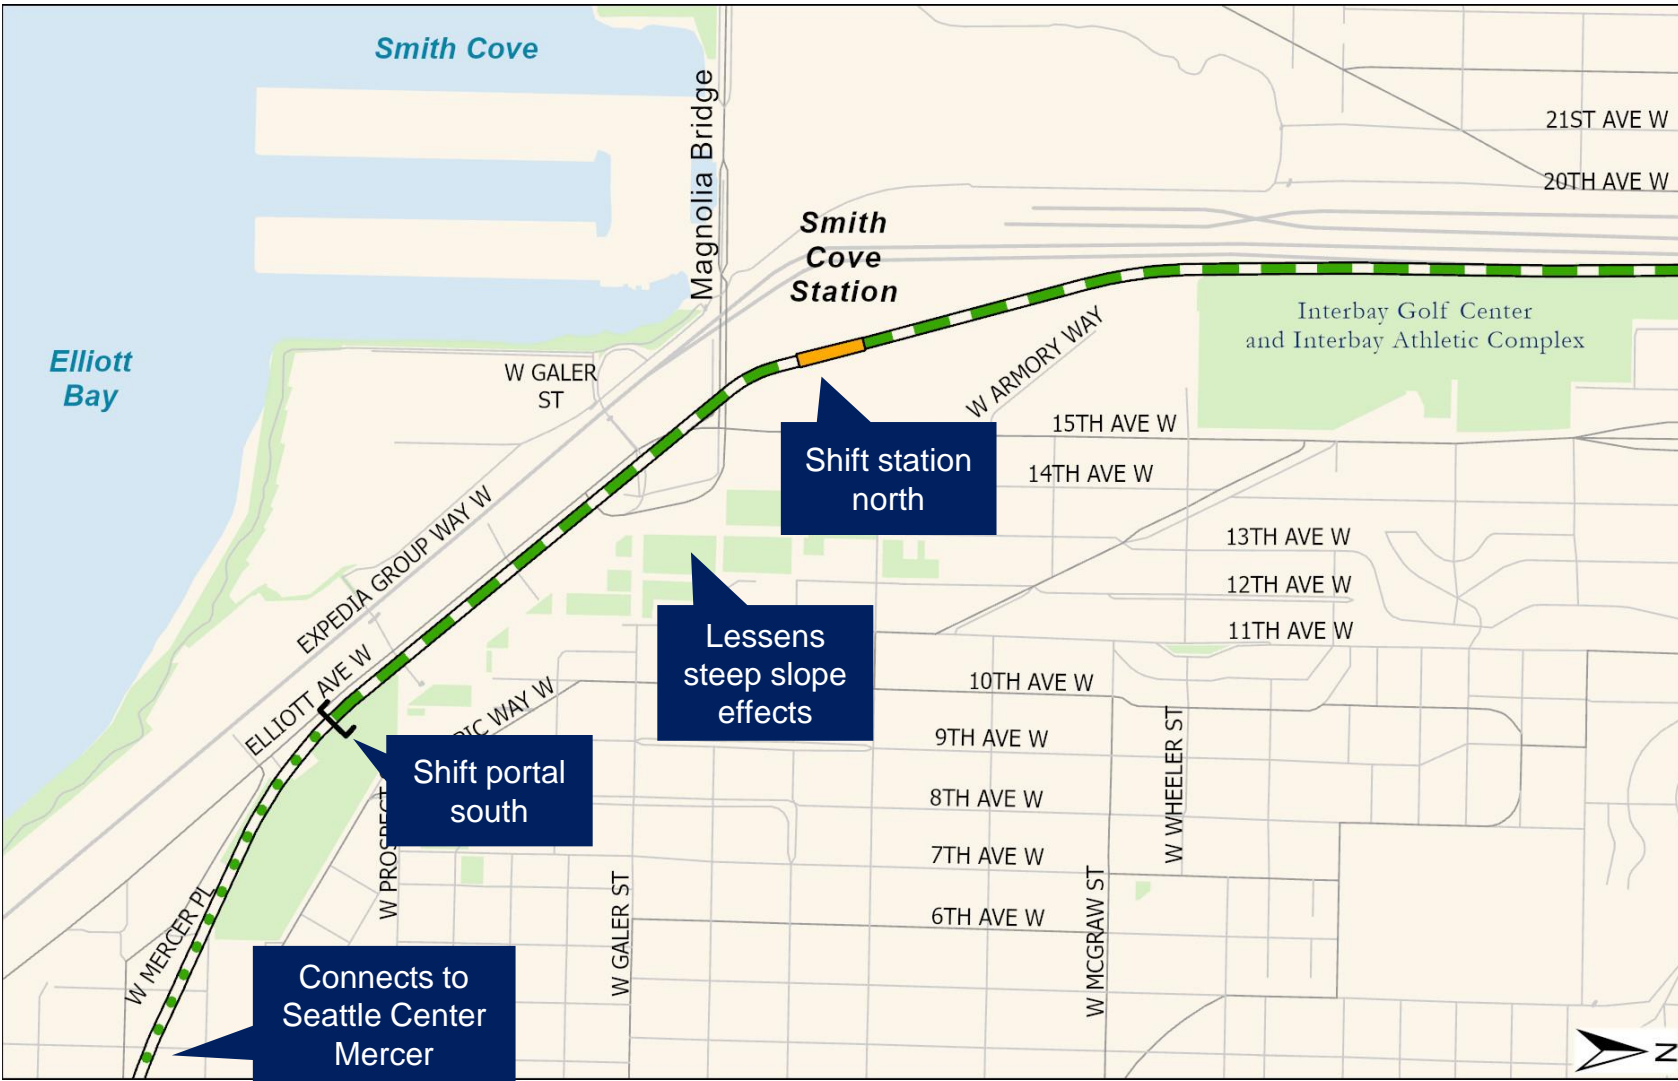 Smith Cove
Magnolia Bridge
21ST AVE W
20TH AVE W
Smith
Cove
Station
Interbay Golf Center
and Interbay Athletic Complex
Elliott
Bay
W GALER
ST
W ARMORY WAY
15TH AVE W
Shift station
north
14TH AVE W
EXPEDIA GROUP WAY W
13TH AVE W
12TH AVE W
11TH AVE W
Lessens
steep slope
effects
ELLIOTT AVE W
10TH AVE W
PIC WAY W
9TH AVE W
W WHEELER ST
Shift portal
south
8TH AVE W
W PROSPECT
7TH AVE W
W MERCER PL
W GALER ST
6TH AVE W
W MCGRAW ST
Connects to
Seattle Center
Mercer
N